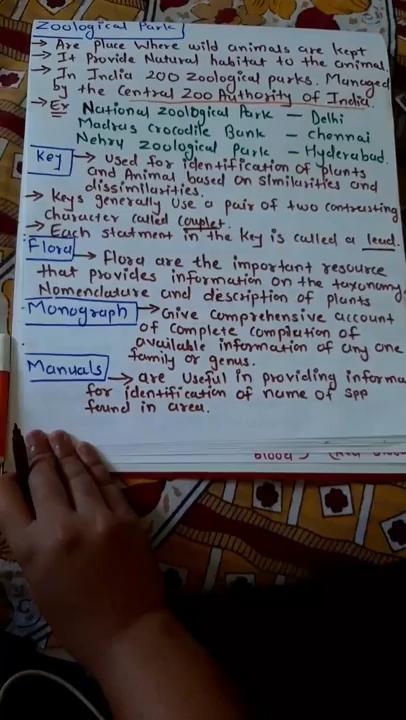 Zoological Park
→ Are place where wild animals are kept
→ It Provide Natural habitat to the animal.
→ In India 200 zoological parks. Managed
by the Central Zoo Authority of India.
→ Ex National zoological Park — Delhi
Madras crocodile Bank — chennai
Nehry zoological Park — Hyderabad.
Key → Used for identification of plants
and Animal based on similarities and
dissimilarities.
→ Keys generally Use a pair of two contrasting
character called couplet.
→ Each statment in the key is called a lead.
Flora → Flora are the important resource
that provides information on the taxonomy
Nomenclature and description of plants
Monograph → Give comprehensive account
of complete compilation of
available information of any one
family or genus.
Manuals → are Useful in providing informa
for identification of name of spp
found in area.